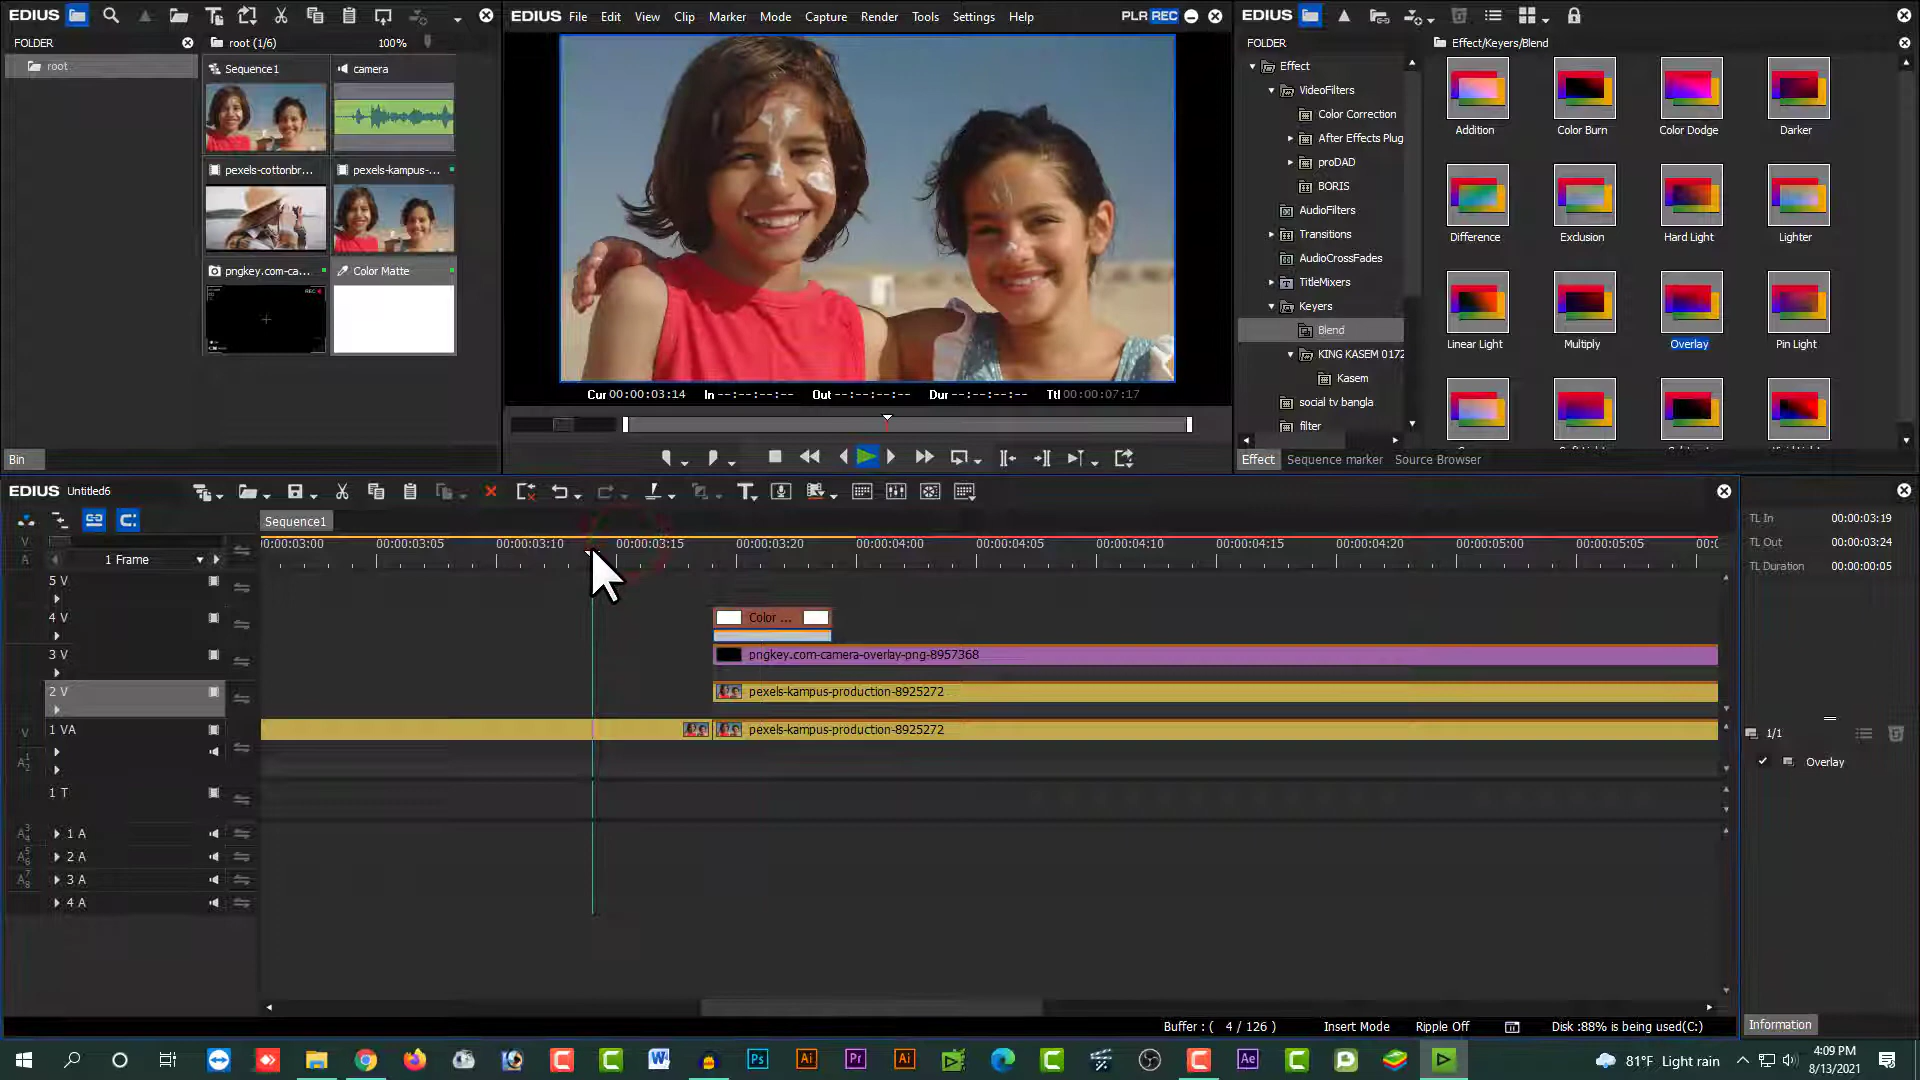 EDIUS
FOLDER
root
root (1/6)
100%
Sequence1
camera
pexels-cottonbr...
pexels-kampus-...
pngkey.com-ca...
Color Matte
REC
Bin
EDIUS File Edit View Clip Marker Mode Capture Render Tools Settings Help
PLR REC
Cur 00:00:03:14 In --:--:--:-- Out --:--:--:-- Dur --:--:--:-- Ttl 00:00:07:17
EDIUS
FOLDER
Effect
VideoFilters
Color Correction
After Effects Plug
proDAD
BORIS
AudioFilters
Transitions
AudioCrossFades
TitleMixers
Keyers
Blend
KING KASEM 0172
Kasem
social tv bangla
filter
Effect/Keyers/Blend
Addition Color Burn Color Dodge Darker
Difference Exclusion Hard Light Lighter
Linear Light Multiply Overlay Pin Light
Effect Sequence marker Source Browser
EDIUS Untitled6
Sequence1
1 Frame
00:00:03:05 00:00:03:10 00:00:03:15 00:00:03:20 00:00:04:00 00:00:04:05 00:00:04:10 00:00:04:15 00:00:04:20 00:00:05:00 00:00:05:05
5 V
4 V
Color ...
3 V
pngkey.com-camera-overlay-png-8957368
2 V
pexels-kampus-production-8925272
1 VA
pexels-kampus-production-8925272
1 T
1 A
2 A
3 A
4 A
TL In 00:00:03:19
TL Out 00:00:03:24
TL Duration 00:00:00:05
1/1
Overlay
Information
Buffer : ( 4 / 126 ) Insert Mode Ripple Off Disk :88% is being used(C:)
81°F Light rain
4:09 PM
8/13/2021